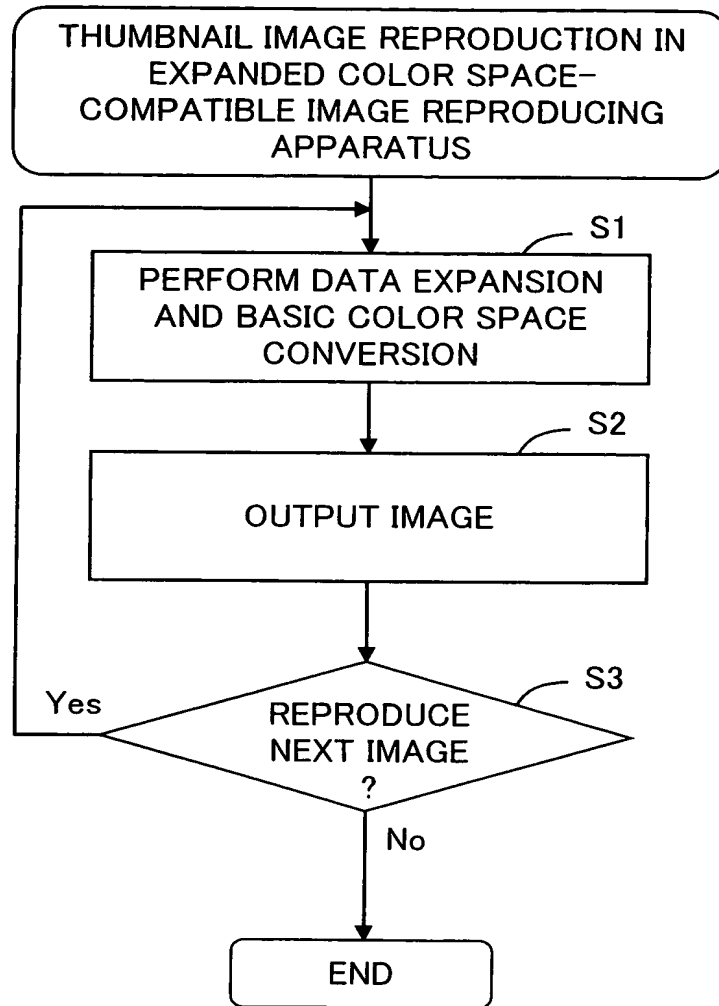 THUMBNAIL IMAGE REPRODUCTION IN
EXPANDED COLOR SPACE-
COMPATIBLE IMAGE REPRODUCING
APPARATUS
S1
PERFORM DATA EXPANSION
AND BASIC COLOR SPACE
CONVERSION
S2
OUTPUT IMAGE
S3
Yes
REPRODUCE
NEXT IMAGE
?
No
END